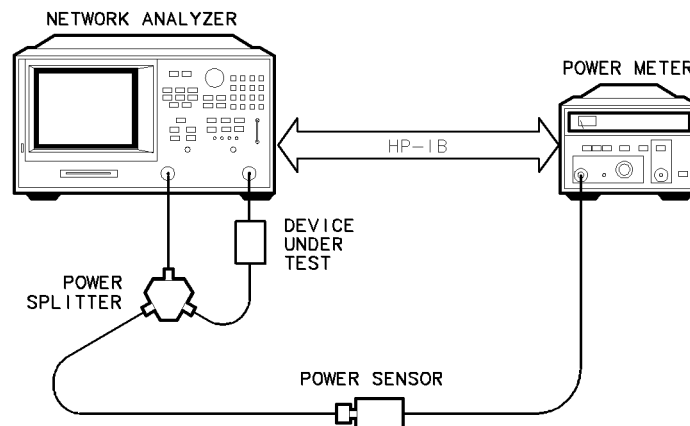 NETWORK ANALYZER
POWER METER
HP-IB
DEVICE
UNDER
TEST
POWER
SPLITTER
POWER SENSOR